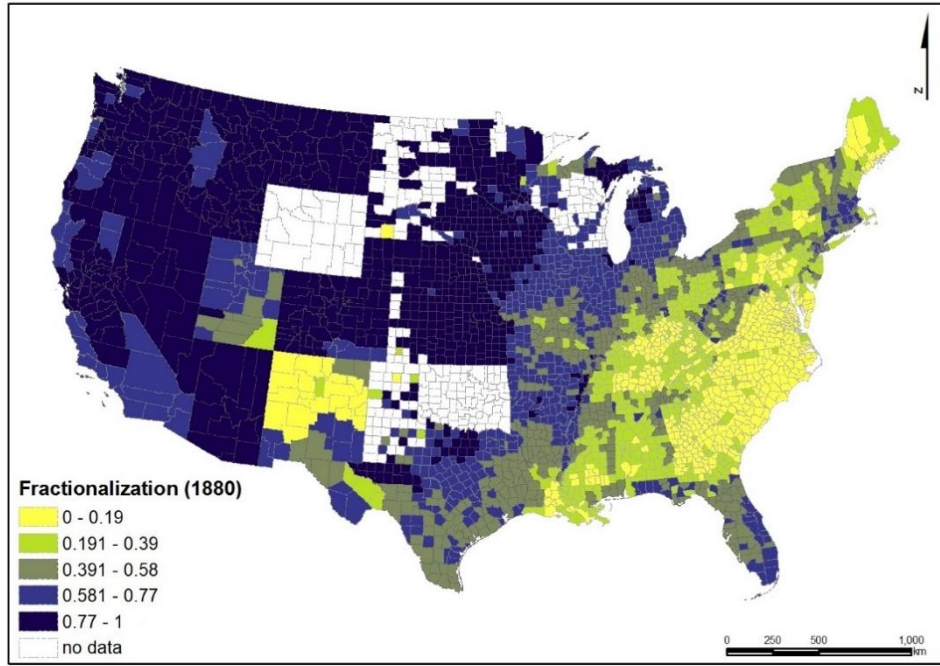 N
Fractionalization (1880)
0 - 0.19
0.191 - 0.39
0.391 - 0.58
0.581 - 0.77
0.77 - 1
no data
0 250 500 1,000
km